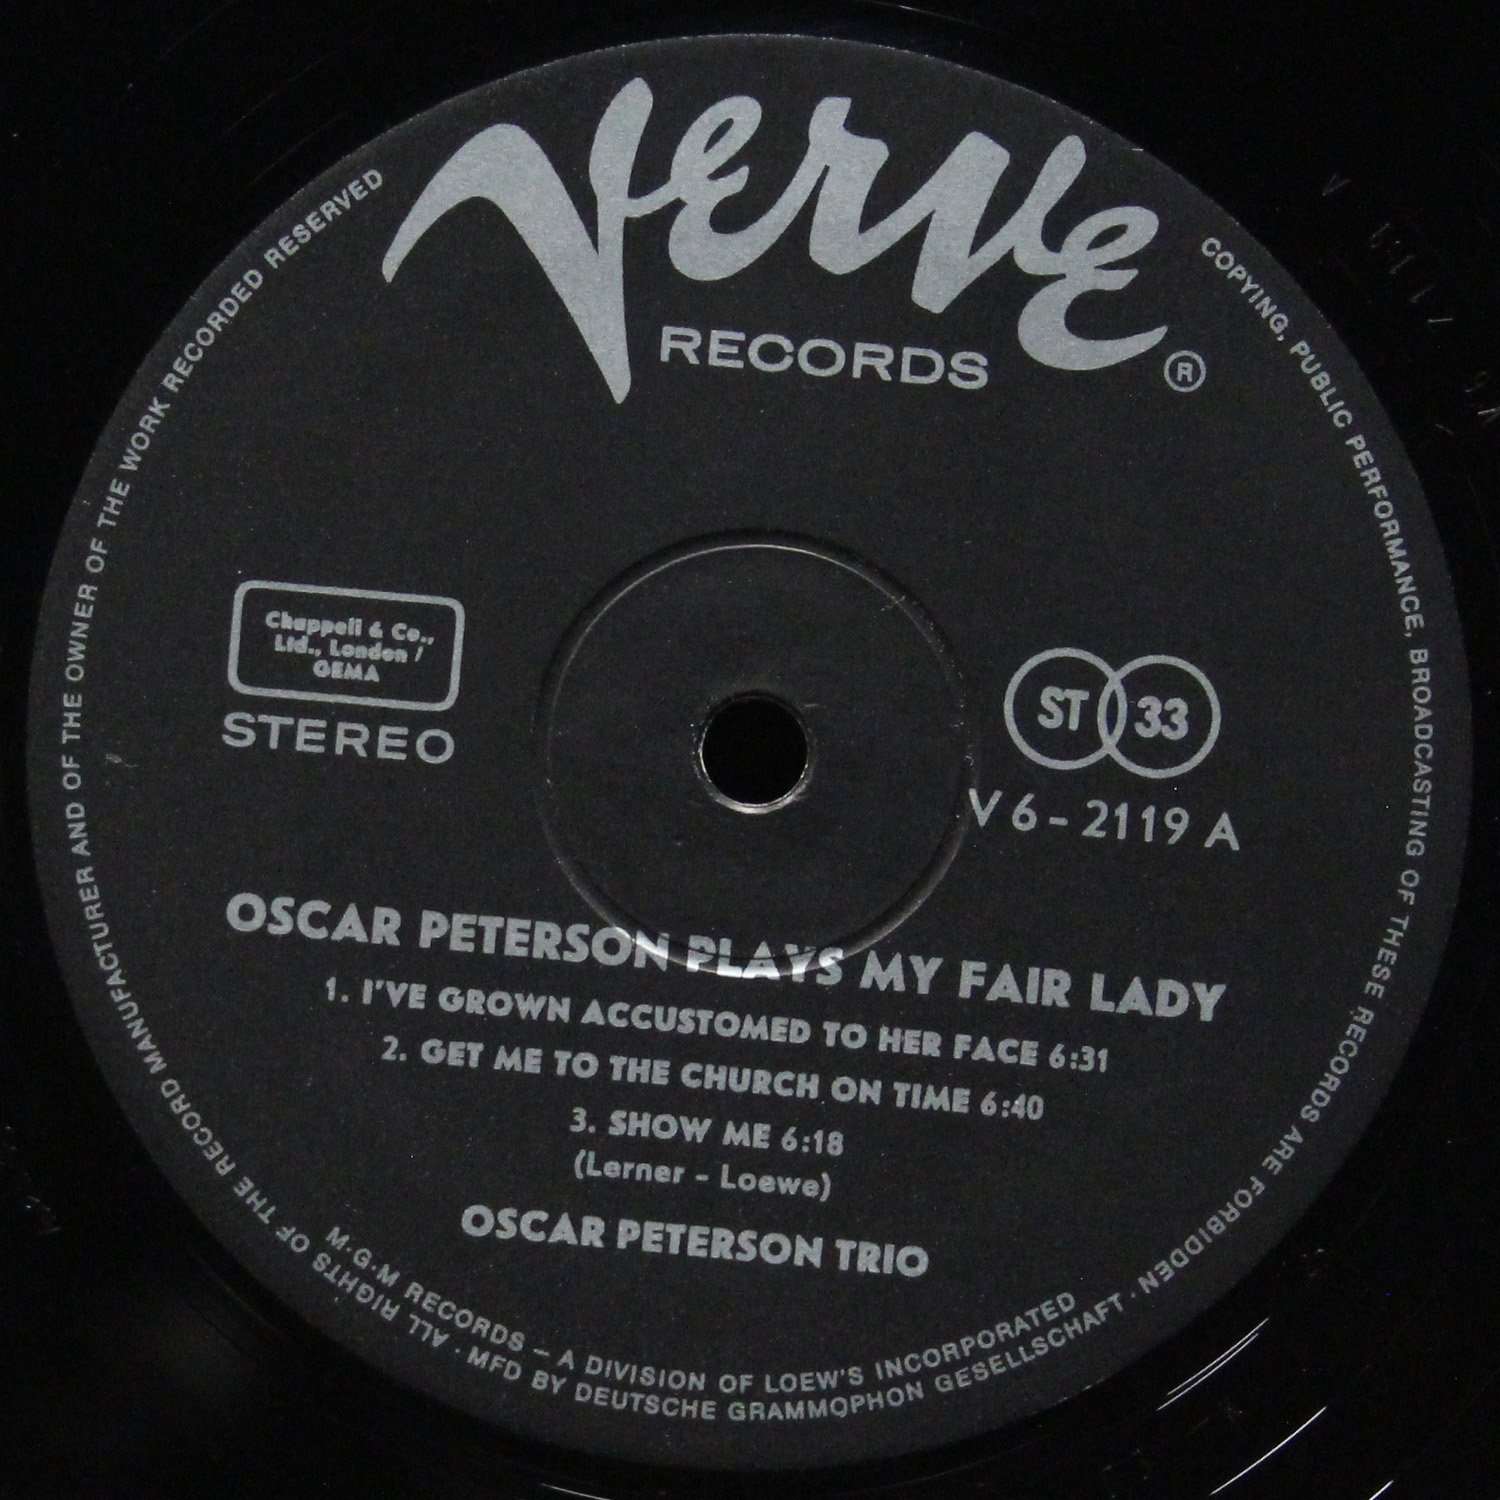 Verve
RECORDS ®
ALL RIGHTS OF THE RECORD MANUFACTURER AND OF THE OWNER OF THE WORK RECORDED RESERVED
COPYING, PUBLIC PERFORMANCE, BROADCASTING OF THESE RECORDS ARE FORBIDDEN ·
Chappell & Co.,
Ltd., London /
GEMA
STEREO
ST 33
V 6 - 2119 A
OSCAR PETERSON PLAYS MY FAIR LADY
1. I'VE GROWN ACCUSTOMED TO HER FACE 6:31
2. GET ME TO THE CHURCH ON TIME 6:40
3. SHOW ME 6:18
(Lerner - Loewe)
OSCAR PETERSON TRIO
M·G·M RECORDS – A DIVISION OF LOEW'S INCORPORATED
· MFD BY DEUTSCHE GRAMMOPHON GESELLSCHAFT ·